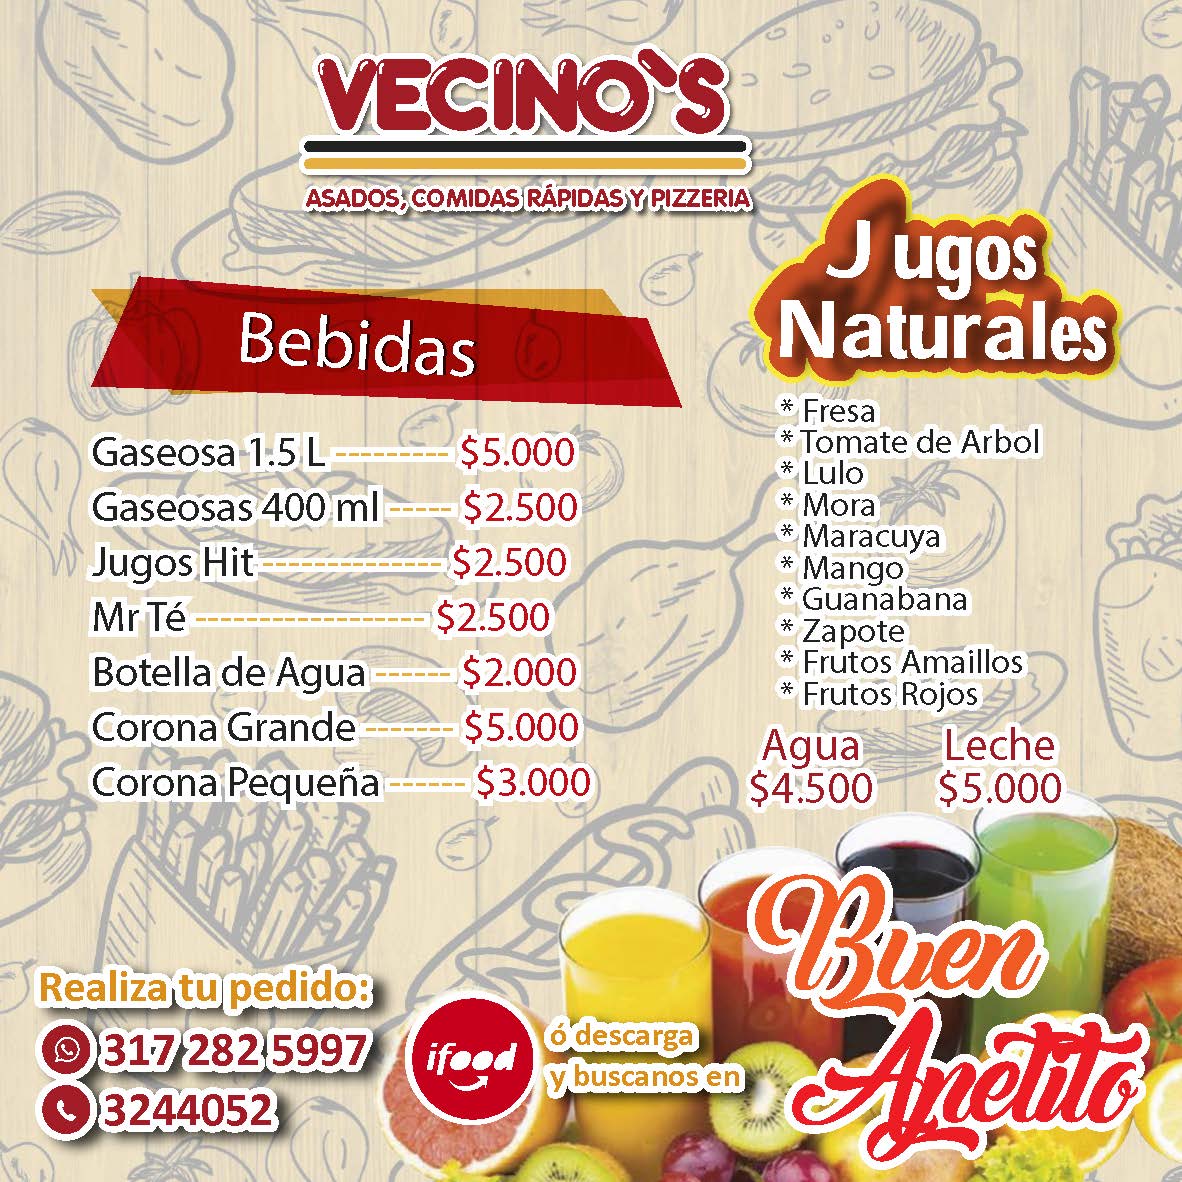 VECINO`S
ASADOS, COMIDAS RÁPIDAS Y PIZZERIA
Bebidas
Gaseosa 1.5 L --------- $5.000
Gaseosas 400 ml ----- $2.500
Jugos Hit --------------- $2.500
Mr Té ------------------- $2.500
Botella de Agua ------ $2.000
Corona Grande ------- $5.000
Corona Pequeña ------ $3.000
Jugos
Naturales
* Fresa
* Tomate de Arbol
* Lulo
* Mora
* Maracuya
* Mango
* Guanabana
* Zapote
* Frutos Amaillos
* Frutos Rojos
Agua Leche
$4.500 $5.000
Buen
Apetito
Realiza tu pedido:
317 282 5997
3244052
ifood
ó descarga
y buscanos en